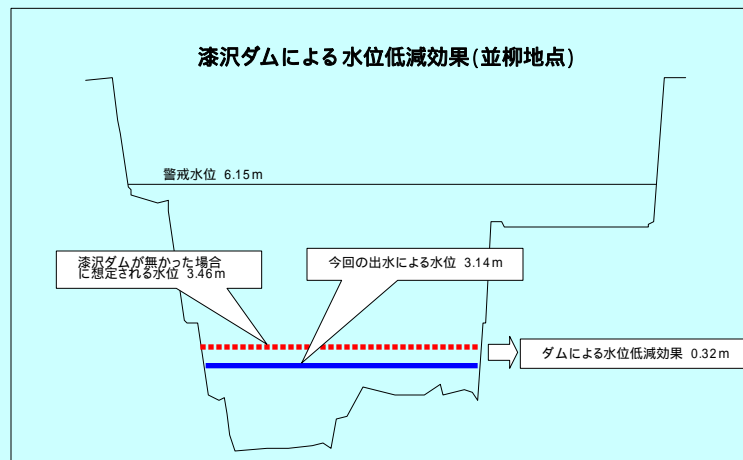 漆沢ダムによる水位低減効果(並柳地点)
警戒水位 6.15m
漆沢ダムが無かった場合
に想定される水位 3.46m
今回の出水による水位 3.14m
ダムによる水位低減効果 0.32m